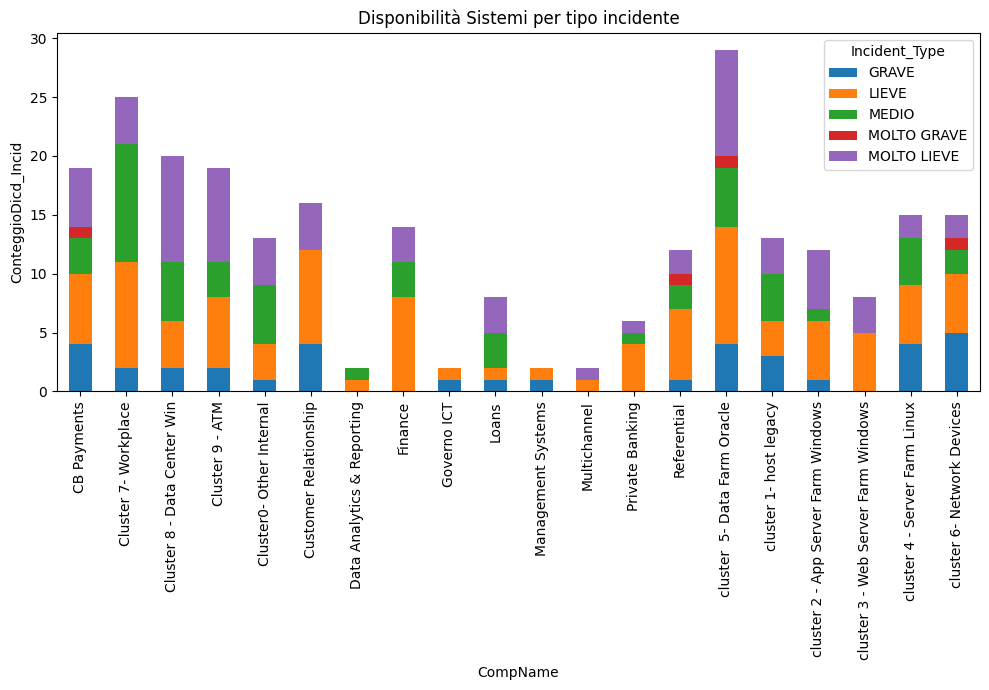 Disponibilità Sistemi per tipo incidente
ConteggioDicd_Incid
30
25
20
15
10
5
0
Incident_Type
GRAVE
LIEVE
MEDIO
MOLTO GRAVE
MOLTO LIEVE
CB Payments
Cluster 7- Workplace
Cluster 8 - Data Center Win
Cluster 9 - ATM
Cluster0- Other Internal
Customer Relationship
Data Analytics & Reporting
Finance
Governo ICT
Loans
Management Systems
Multichannel
Private Banking
Referential
cluster  5- Data Farm Oracle
cluster 1- host legacy
cluster 2 - App Server Farm Windows
cluster 3 - Web Server Farm Windows
cluster 4 - Server Farm Linux
cluster 6- Network Devices
CompName